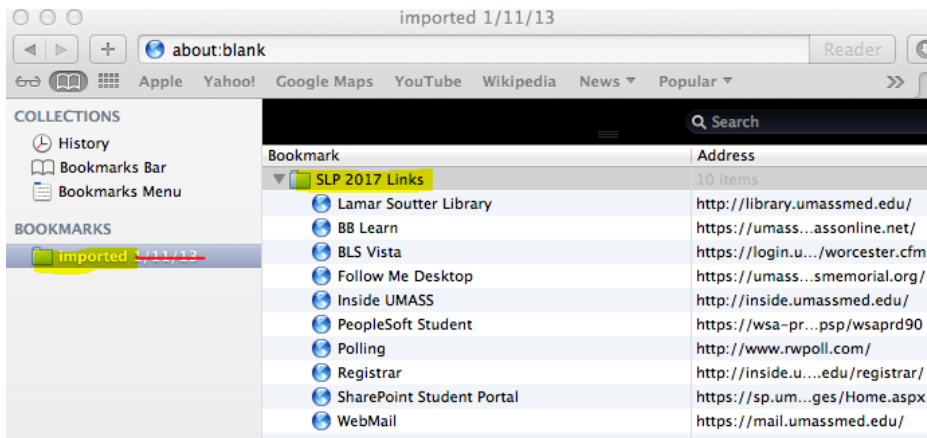 imported 1/11/13
about:blank
Reader
Apple Yahoo! Google Maps YouTube Wikipedia News Popular
COLLECTIONS
History
Bookmarks Bar
Bookmarks Menu
BOOKMARKS
imported 1/11/13
Search
Bookmark Address
SLP 2017 Links 10 items
Lamar Soutter Library http://library.umassmed.edu/
BB Learn https://umass...assonline.net/
BLS Vista https://login.u.../worcester.cfm
Follow Me Desktop https://umass...smemorial.org/
Inside UMASS http://inside.umassmed.edu/
PeopleSoft Student https://wsa-pr...psp/wsaprd90
Polling http://www.rwpoll.com/
Registrar http://inside.u....edu/registrar/
SharePoint Student Portal https://sp.um...ges/Home.aspx
WebMail https://mail.umassmed.edu/